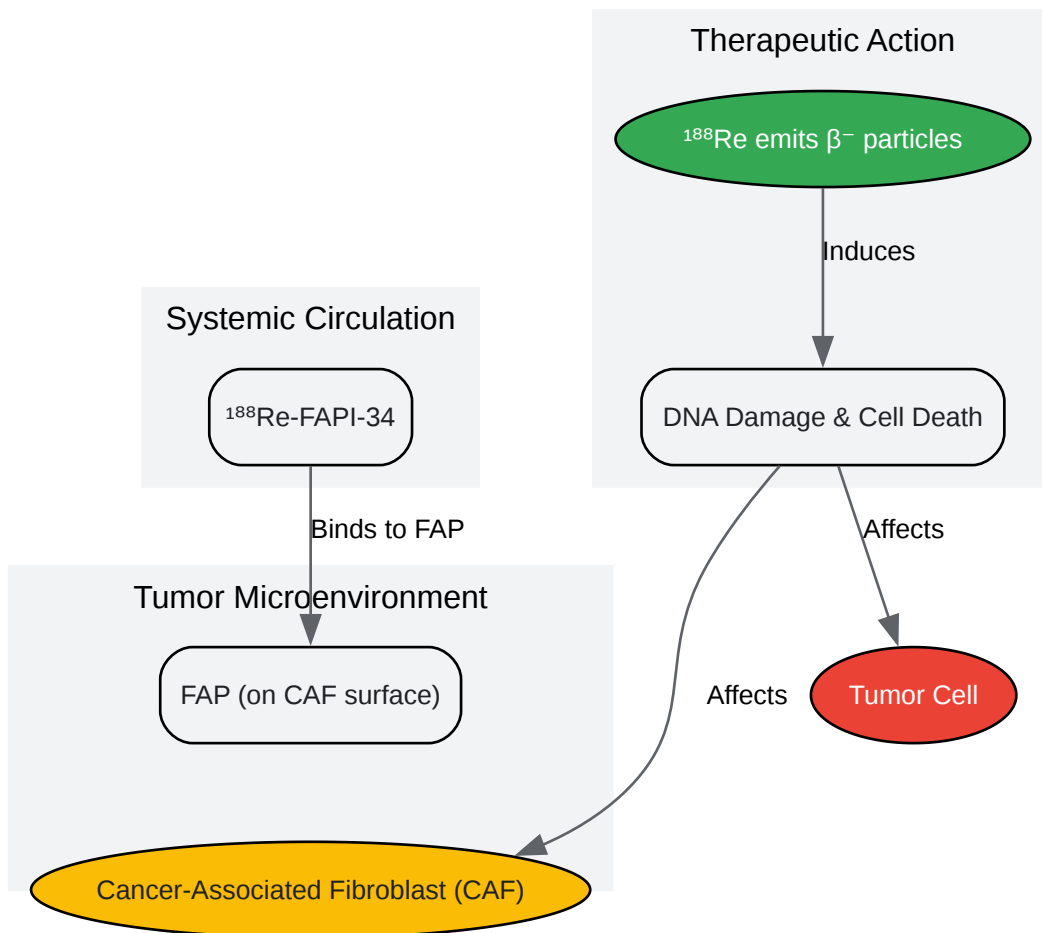 Therapeutic Action
¹⁸⁸Re emits β⁻ particles
Induces
Systemic Circulation
¹⁸⁸Re-FAPI-34
DNA Damage & Cell Death
Binds to FAP
Affects
Tumor Microenvironment
FAP (on CAF surface)
Affects
Tumor Cell
Cancer-Associated Fibroblast (CAF)